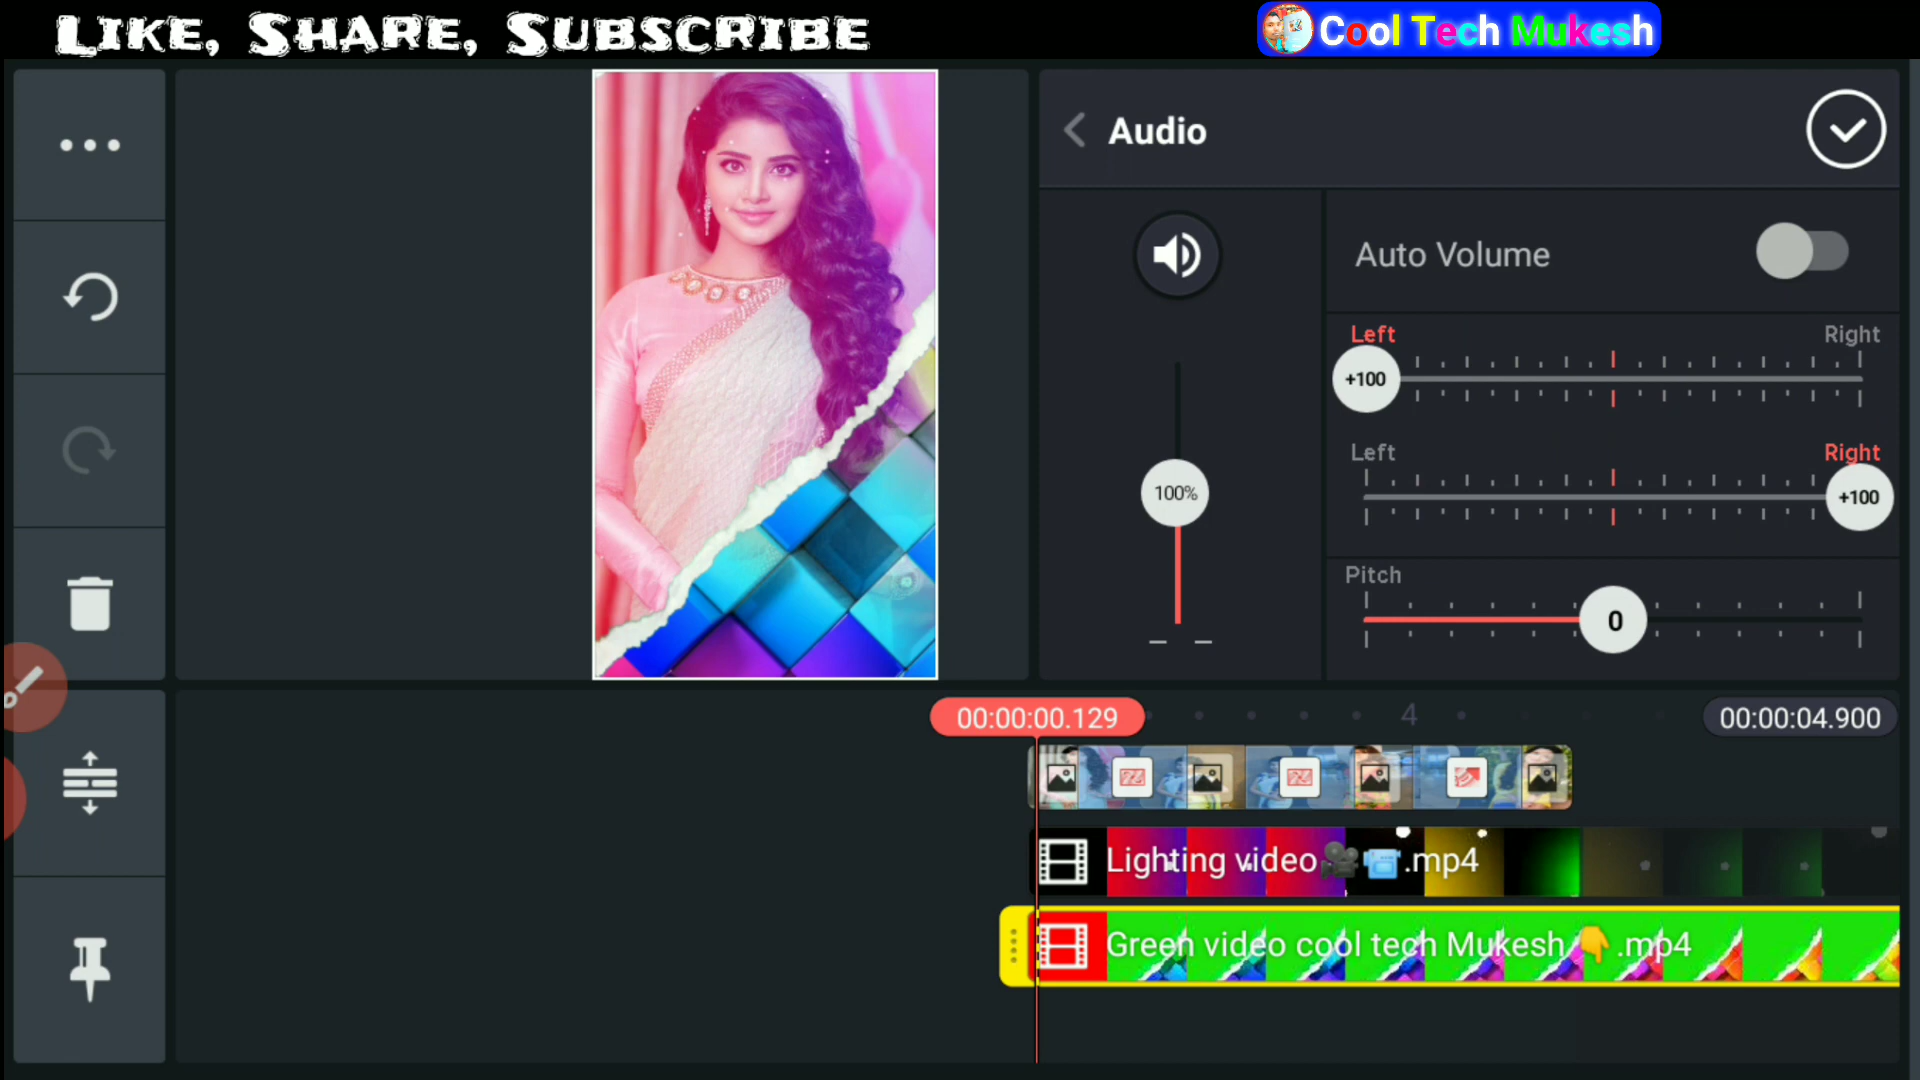 LIKE, SHARE, SUBSCRIBE
Cool Tech Mukesh
Audio
Auto Volume
Left Right
+100
100%
Left Right
+100
Pitch
0
00:00:00.129
4
00:00:04.900
Lighting video🎥📹.mp4
Green video cool tech Mukesh👇.mp4